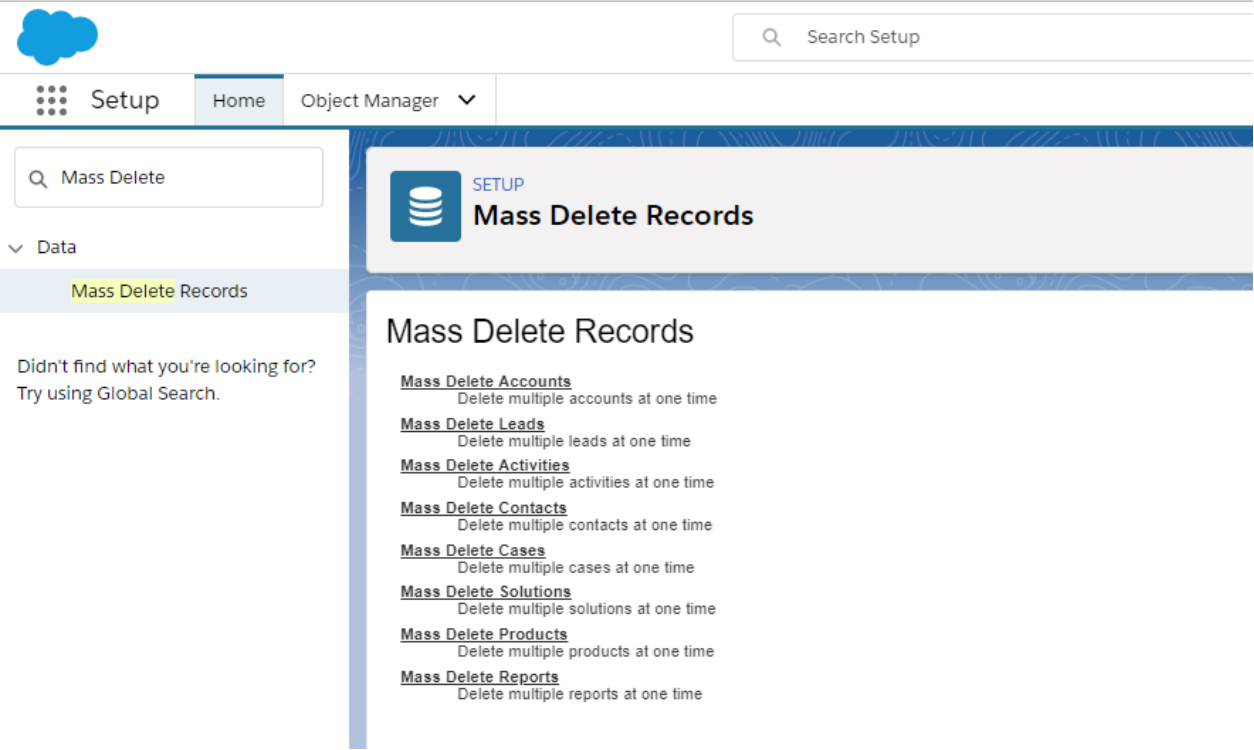 Search Setup
Setup
Home
Object Manager
Mass Delete
Data
Mass Delete Records
Didn't find what you're looking for?
Try using Global Search.
SETUP
Mass Delete Records
Mass Delete Records
Mass Delete Accounts
Delete multiple accounts at one time
Mass Delete Leads
Delete multiple leads at one time
Mass Delete Activities
Delete multiple activities at one time
Mass Delete Contacts
Delete multiple contacts at one time
Mass Delete Cases
Delete multiple cases at one time
Mass Delete Solutions
Delete multiple solutions at one time
Mass Delete Products
Delete multiple products at one time
Mass Delete Reports
Delete multiple reports at one time